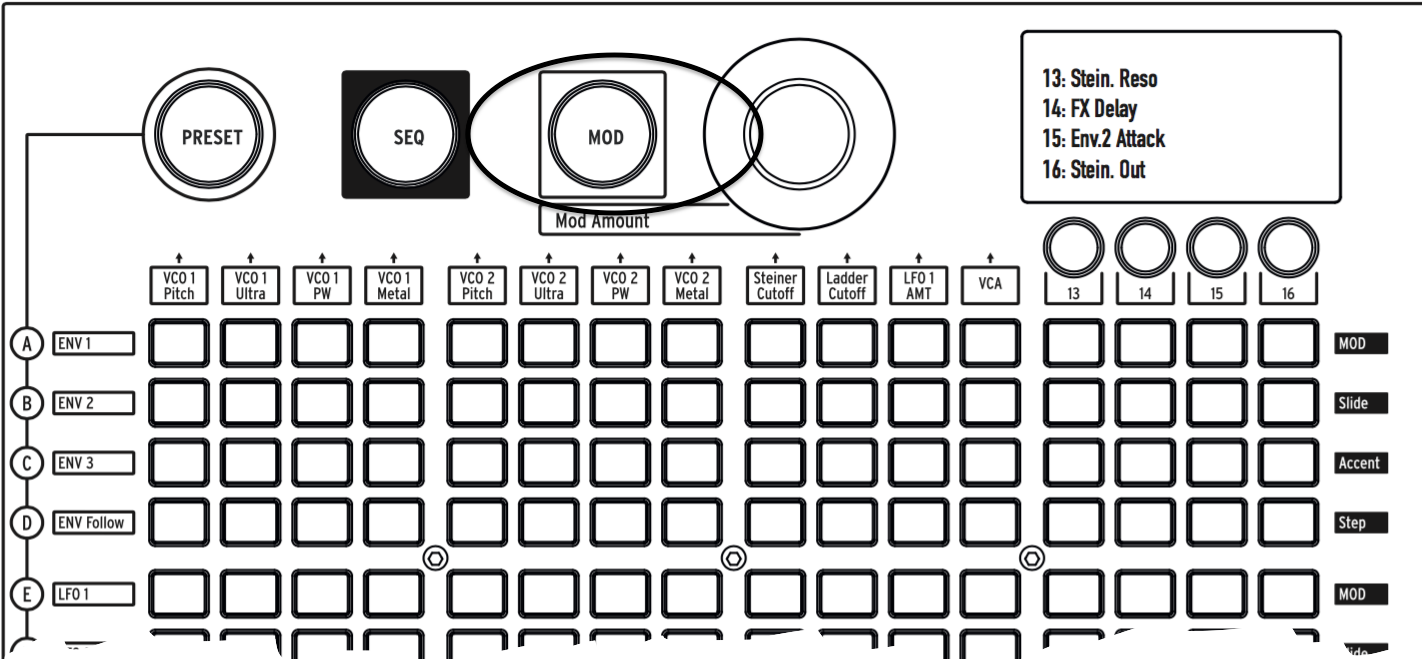 PRESET
SEQ
MOD
Mod Amount
13: Stein. Reso
14: FX Delay
15: Env.2 Attack
16: Stein. Out
VCO 1
Pitch
VCO 1
Ultra
VCO 1
PW
VCO 1
Metal
VCO 2
Pitch
VCO 2
Ultra
VCO 2
PW
VCO 2
Metal
Steiner
Cutoff
Ladder
Cutoff
LFO 1
AMT
VCA
13
14
15
16
A ENV 1 MOD
B ENV 2 Slide
C ENV 3 Accent
D ENV Follow Step
E LFO 1 MOD